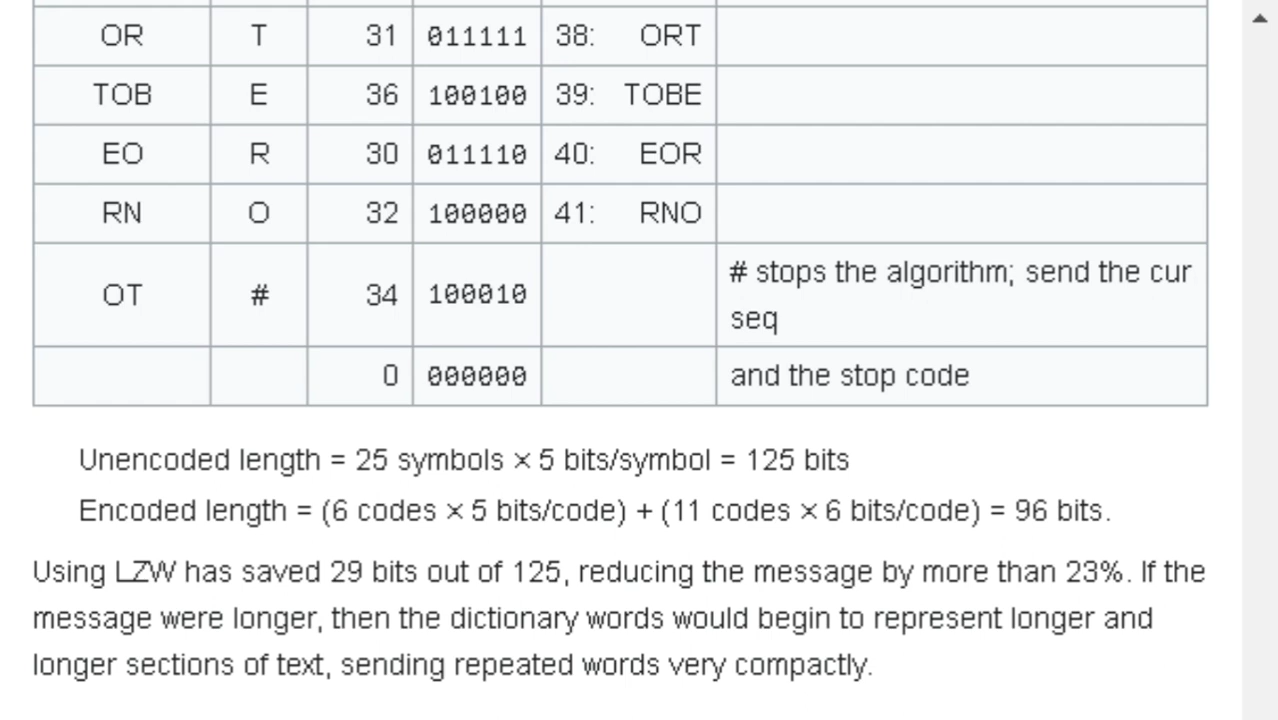 OR T 31 011111 38: ORT
TOB E 36 100100 39: TOBE
EO R 30 011110 40: EOR
RN O 32 100000 41: RNO
OT # 34 100010 # stops the algorithm; send the cur
seq
0 000000 and the stop code
Unencoded length = 25 symbols × 5 bits/symbol = 125 bits
Encoded length = (6 codes × 5 bits/code) + (11 codes × 6 bits/code) = 96 bits.
Using LZW has saved 29 bits out of 125, reducing the message by more than 23%. If the
message were longer, then the dictionary words would begin to represent longer and
longer sections of text, sending repeated words very compactly.